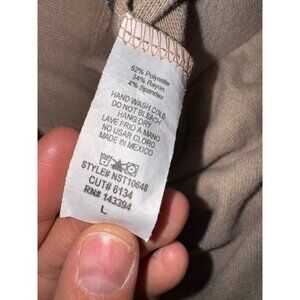 62% Polyester
34% Rayon
4% Spandex
HAND WASH COLD
DO NOT BLEACH
HANG DRY
LAVE FRIO A MANO
NO USAR CLORO
MADE IN MEXICO
STYLE# NST10648
CUT# 6134
RN# 143394
L